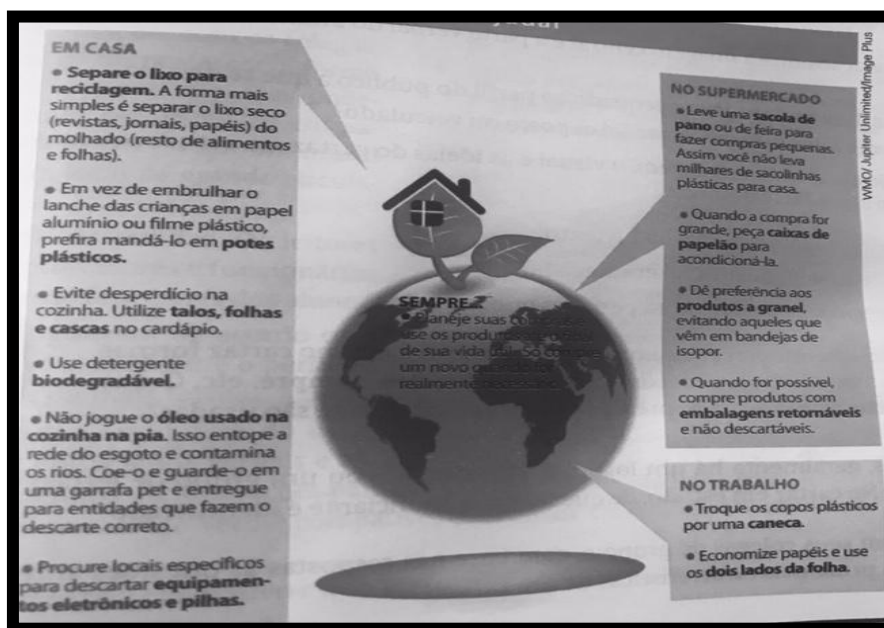 EM CASA
• Separe o lixo para
reciclagem. A forma mais
simples é separar o lixo seco
(revistas, jornais, papéis) do
molhado (resto de alimentos
e folhas).
• Em vez de embrulhar o
lanche das crianças em papel
alumínio ou filme plástico,
prefira mandá-lo em potes
plásticos.
• Evite desperdício na
cozinha. Utilize talos, folhas
e cascas no cardápio.
• Use detergente
biodegradável.
• Não jogue o óleo usado na
cozinha na pia. Isso entope a
rede do esgoto e contamina
os rios. Coe-o e guarde-o em
uma garrafa pet e entregue
para entidades que fazem o
descarte correto.
• Procure locais específicos
para descartar equipamen-
tos eletrônicos e pilhas.
SEMPRE...
• Planeje suas
use os produtos
de sua vida útil. Só compre
um novo quando for
realmente necessário.
NO SUPERMERCADO
• Leve uma sacola de
pano ou de feira para
fazer compras pequenas.
Assim você não leva
milhares de sacolinhas
plásticas para casa.
• Quando a compra for
grande, peça caixas de
papelão para
acondicioná-la.
• Dê preferência aos
produtos a granel,
evitando aqueles que
vêm em bandejas de
isopor.
• Quando for possível,
compre produtos com
embalagens retornáveis
e não descartáveis.
NO TRABALHO
• Troque os copos plásticos
por uma caneca.
• Economize papéis e use
os dois lados da folha.
WMO/ Jupiter Unlimited/Image Plus